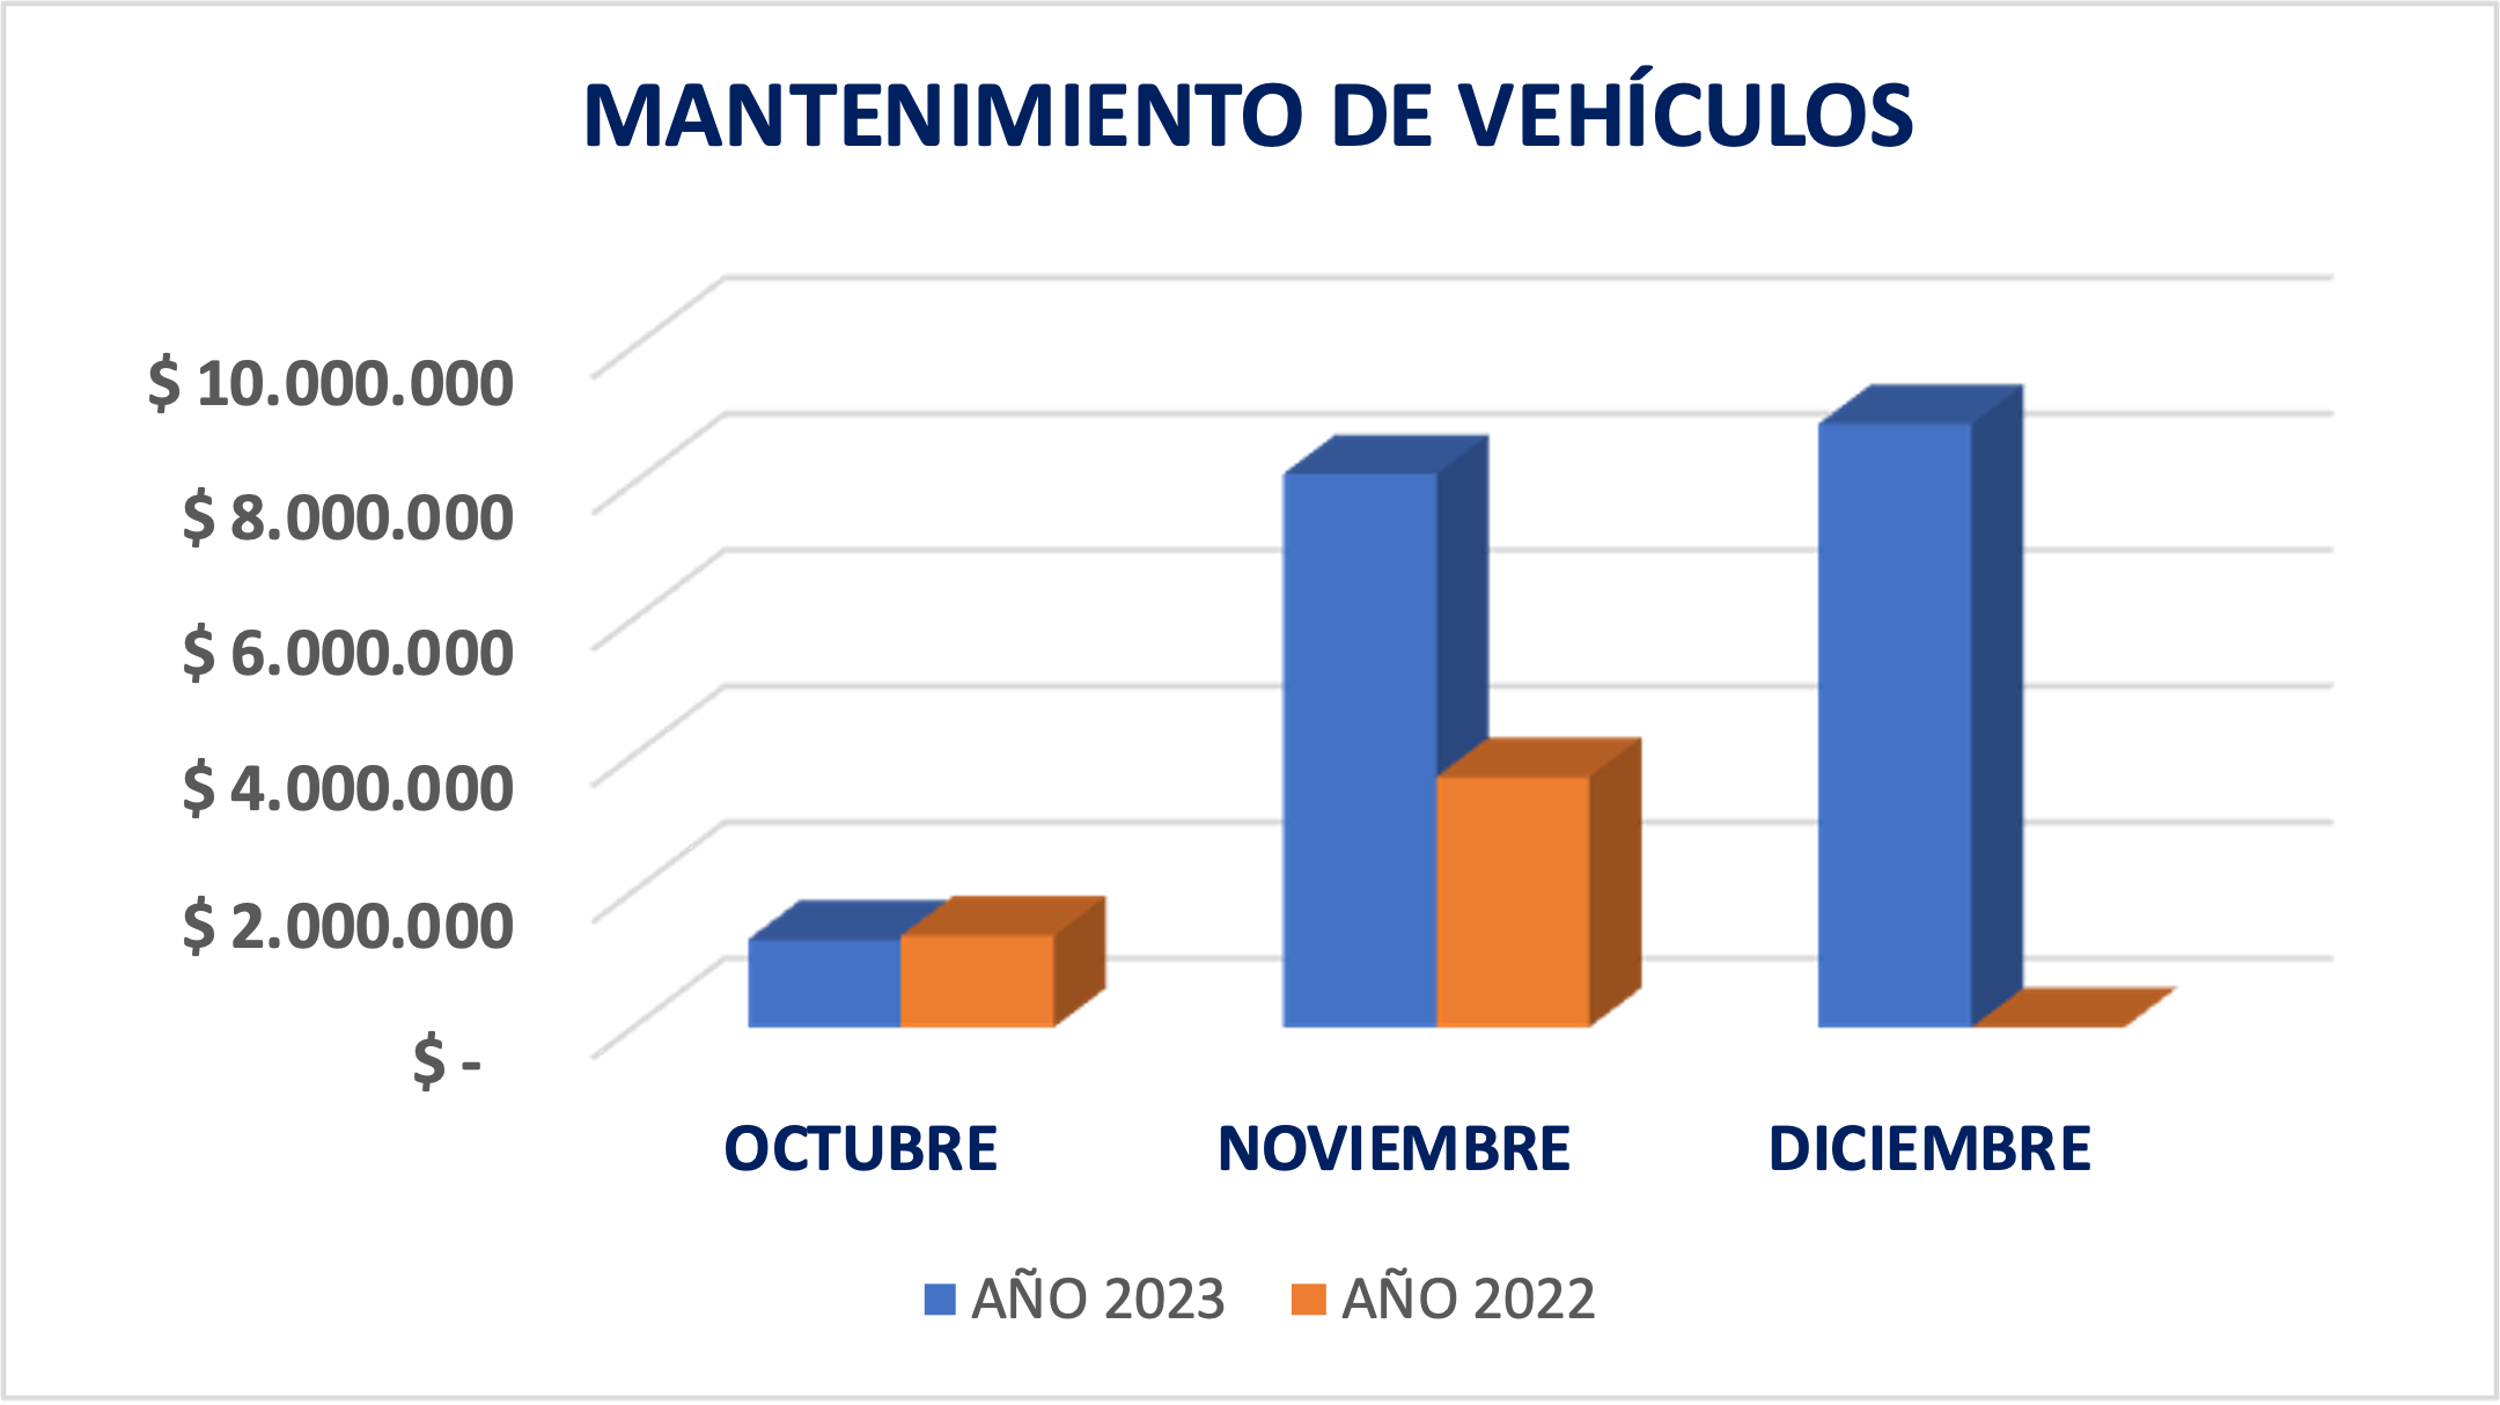 MANTENIMIENTO DE VEHÍCULOS
$ 10.000.000
$ 8.000.000
$ 6.000.000
$ 4.000.000
$ 2.000.000
$ -
OCTUBRE NOVIEMBRE DICIEMBRE
AÑO 2023 AÑO 2022